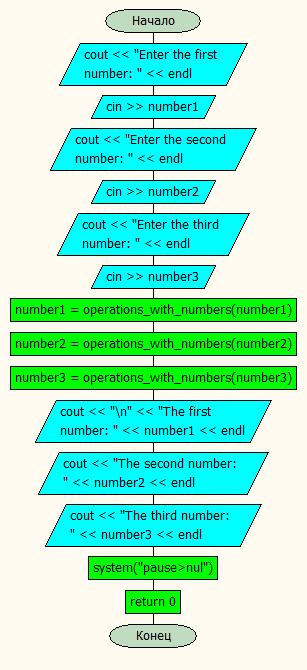 Начало
cout << "Enter the first
number: " << endl
cin >> number1
cout << "Enter the second
number: " << endl
cin >> number2
cout << "Enter the third
number: " << endl
cin >> number3
number1 = operations_with_numbers(number1)
number2 = operations_with_numbers(number2)
number3 = operations_with_numbers(number3)
cout << "\n" << "The first
number: " << number1 << endl
cout << "The second number:
" << number2 << endl
cout << "The third number:
" << number3 << endl
system("pause>nul")
return 0
Конец